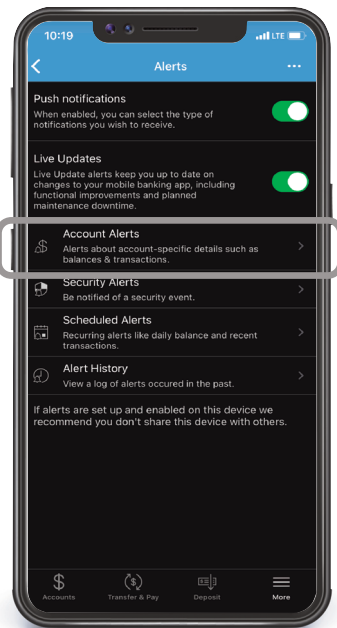 10:19
LTE
Alerts
Push notifications
When enabled, you can select the type of
notifications you wish to receive.
Live Updates
Live Update alerts keep you up to date on
changes to your mobile banking app, including
functional improvements and planned
maintenance downtime.
Account Alerts
Alerts about account-specific details such as
balances & transactions.
Security Alerts
Be notified of a security event.
Scheduled Alerts
Recurring alerts like daily balance and recent
transactions.
Alert History
View a log of alerts occured in the past.
If alerts are set up and enabled on this device we
recommend you don't share this device with others.
Accounts Transfer & Pay Deposit More